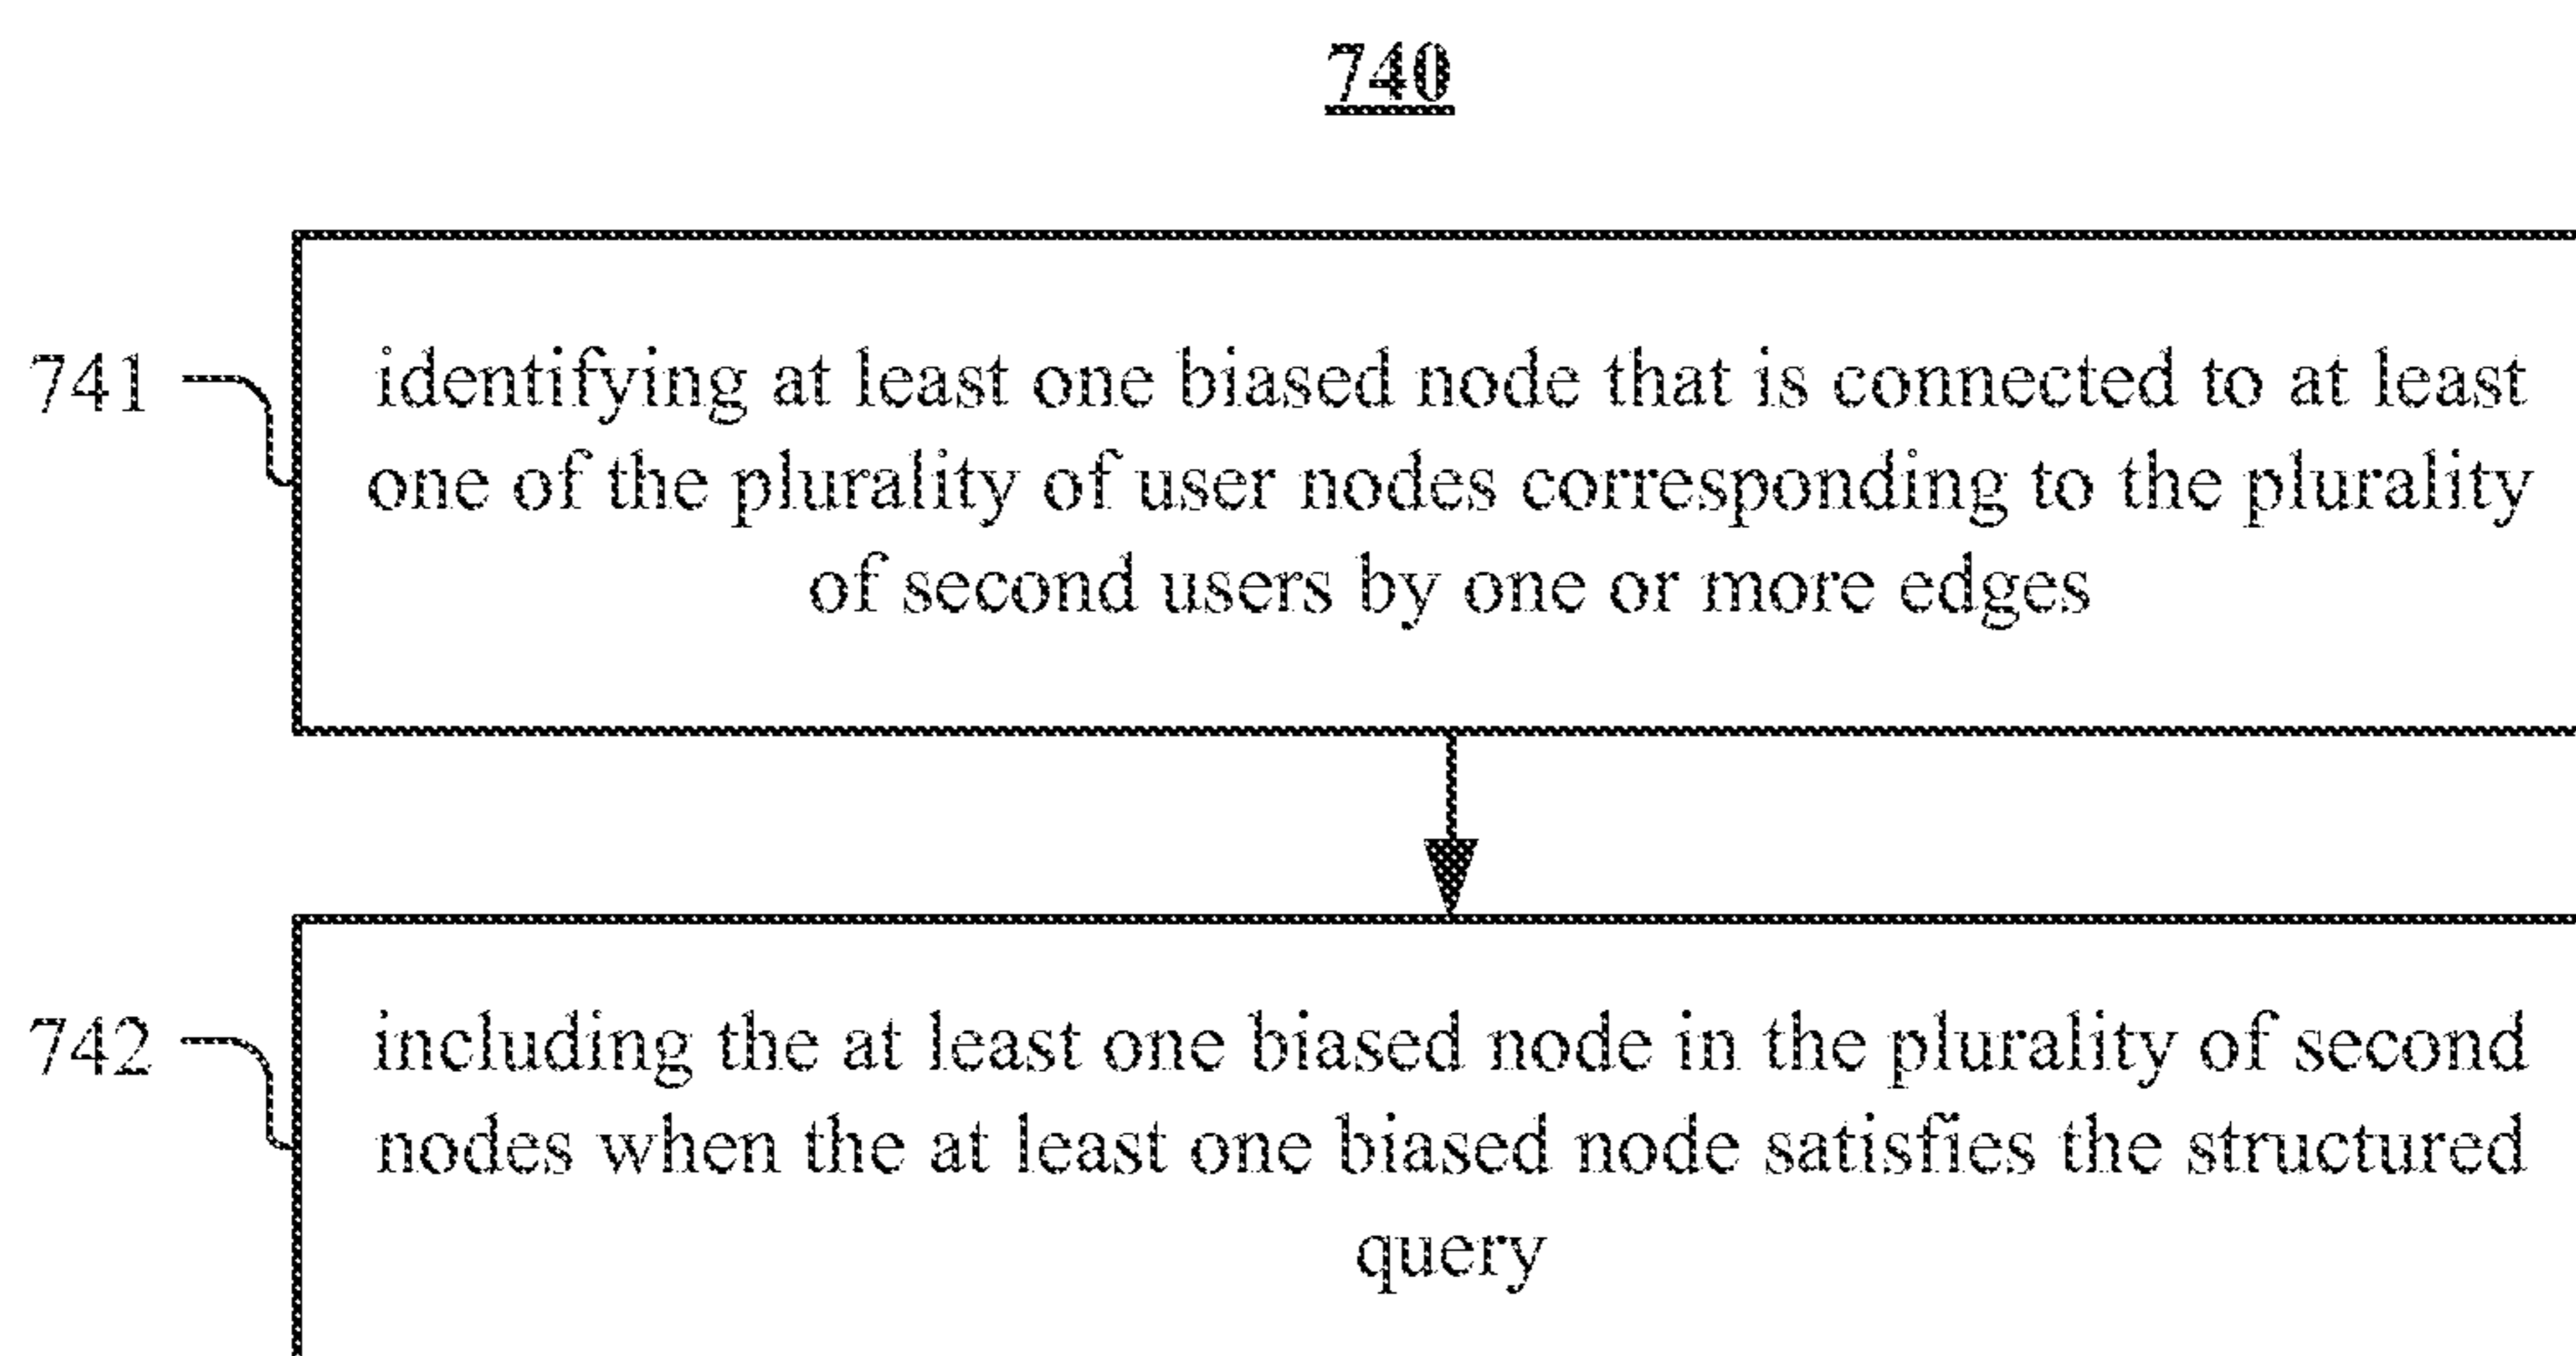 740
741
identifying at least one biased node that is connected to at least
one of the plurality of user nodes corresponding to the plurality
of second users by one or more edges
742
including the at least one biased node in the plurality of second
nodes when the at least one biased node satisfies the structured
query